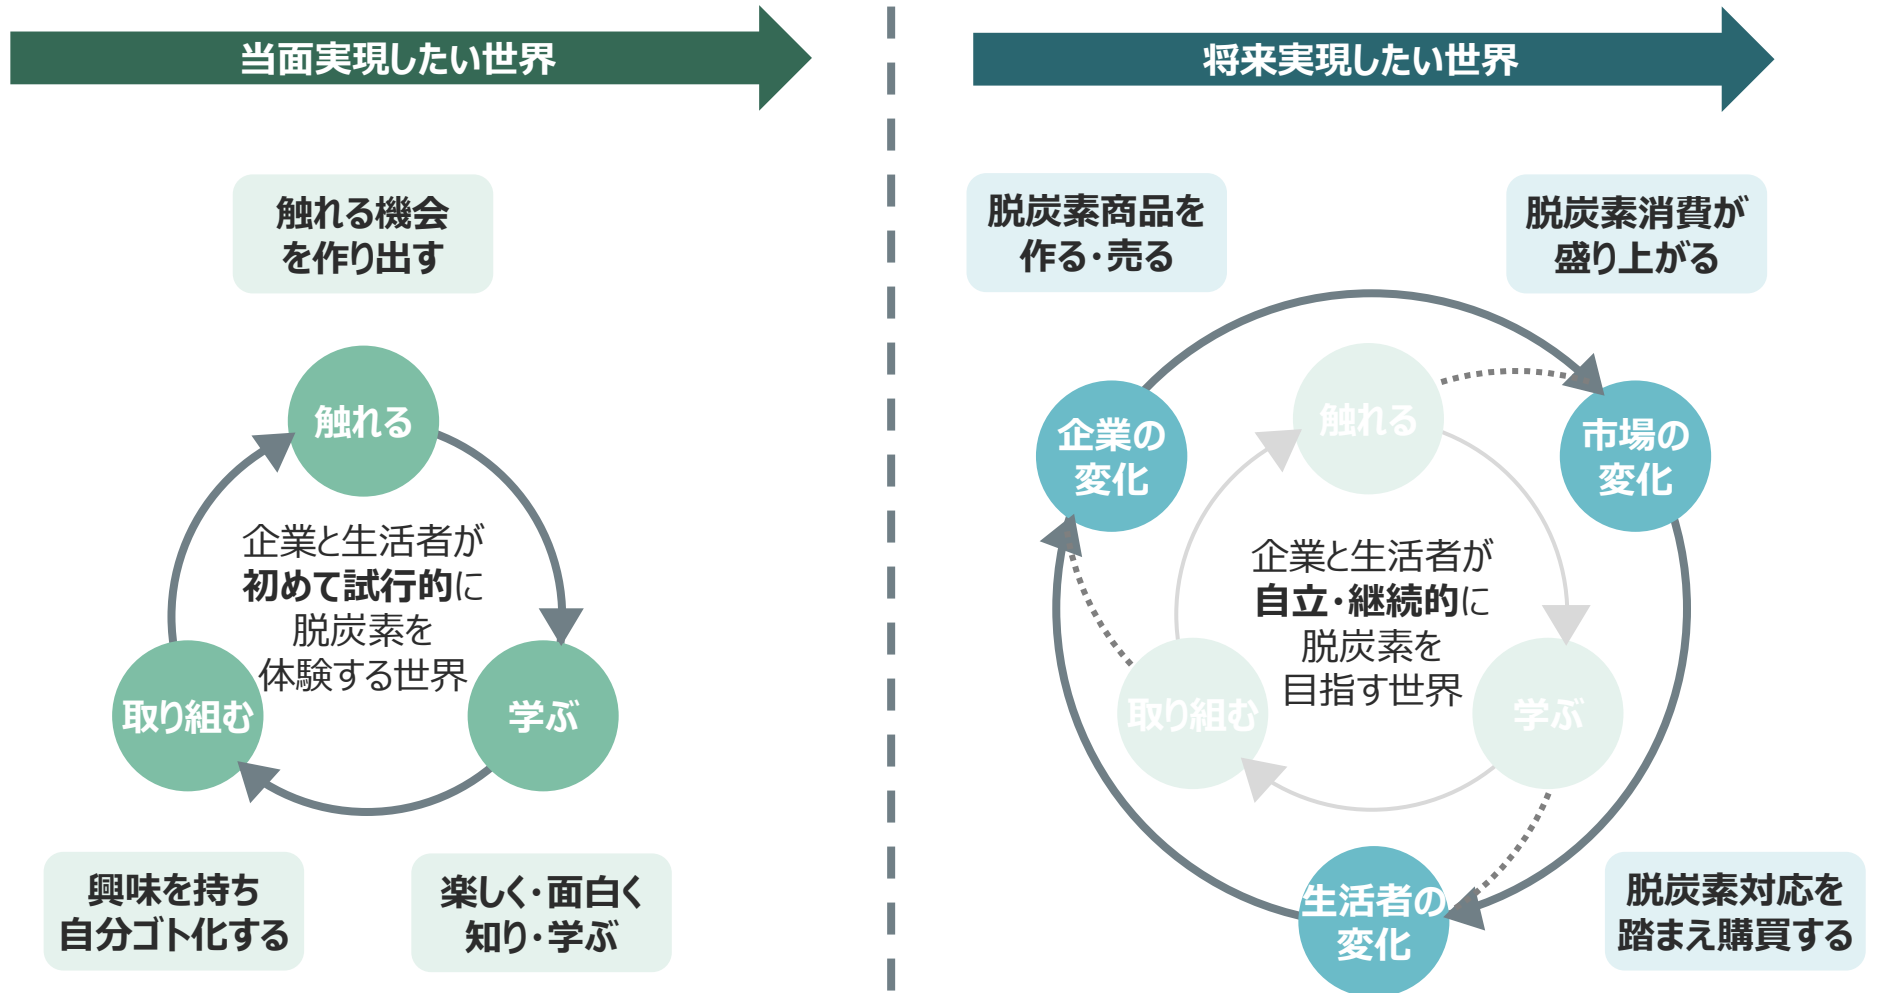 当面実現したい世界
触れる機会
を作り出す
触れる
企業と生活者が
初めて試行的に
脱炭素を
体験する世界
取り組む
学ぶ
興味を持ち
自分ゴト化する
楽しく・面白く
知り・学ぶ
将来実現したい世界
脱炭素商品を
作る・売る
脱炭素消費が
盛り上がる
触れる
企業の
変化
市場の
変化
企業と生活者が
自立・継続的に
脱炭素を
目指す世界
取り組む
学ぶ
生活者の
変化
脱炭素対応を
踏まえ購買する